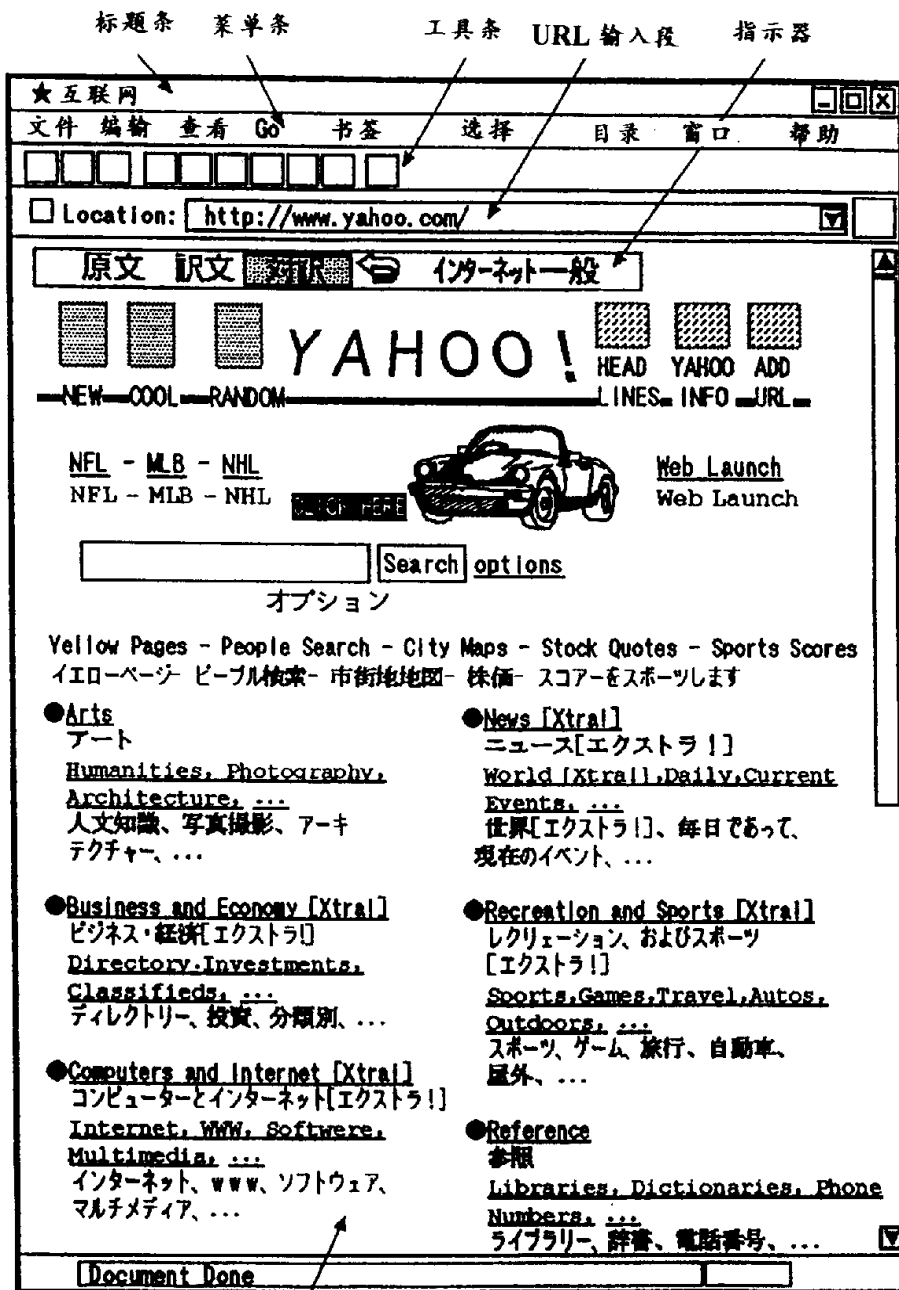 标题条 菜单条 工具条 URL 输入段 指示器
★互联网
文件 编输 查看 Go 书签 选择 目录 窗口 帮助
Location: http://www.yahoo.com/
原文 訳文 対訳 インターネット一般
YAHOO!
HEAD YAHOO ADD
NEW COOL RANDOM LINES INFO URL
NFL - MLB - NHL Web Launch
NFL - MLB - NHL CLICK HERE Web Launch
Search options
オプション
Yellow Pages - People Search - City Maps - Stock Quotes - Sports Scores
イエローページ- ピープル検索- 市街地地図- 株価- スコアーをスポーツします
●Arts
アート
Humanities, Photography,
Architecture, ...
人文知識、写真撮影、アーキ
テクチャー、...
●Business and Economy [Xtra!]
ビジネス・経済[エクストラ!]
Directory.Investments,
Classifieds, ...
ディレクトリー、投資、分類別、...
●Computers and Internet [Xtra!]
コンピューターとインターネット[エクストラ!]
Internet, WWW, Softwere,
Multimedia, ...
インターネット、www、ソフトウェア、
マルチメディア、...
●News [Xtra!]
ニュース[エクストラ!]
World [Xtra!],Daily,Current
Events, ...
世界[エクストラ!]、毎日であって、
現在のイベント、...
●Recreation and Sports [Xtra!]
レクリェーション、およびスポーツ
[エクストラ!]
Sports,Games,Travel,Autos,
Outdoors, ...
スポーツ、ゲーム、旅行、自動車、
屋外、...
●Reference
参照
Libraries, Dictionaries, Phone
Numbers, ...
ライブラリー、辞書、電話番号、...
Document Done